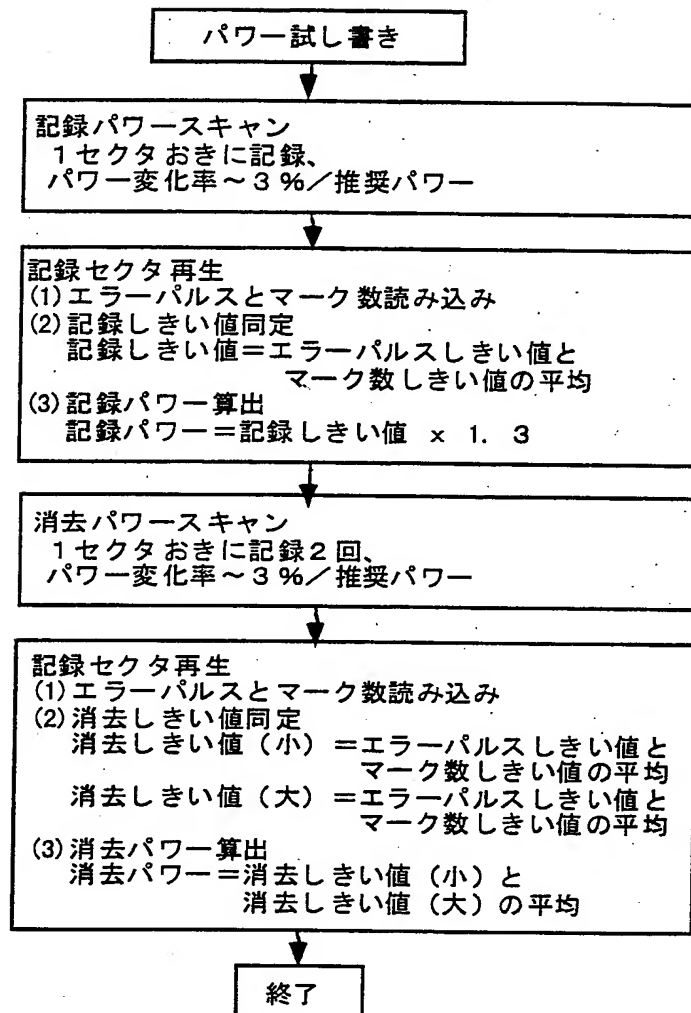 パワー試し書き
記録パワースキャン
1セクタおきに記録、
パワー変化率～3%/推奨パワー
記録セクタ再生
(1)エラーパルスとマーク数読み込み
(2)記録しきい値同定
記録しきい値=エラーパルスしきい値と
マーク数しきい値の平均
(3)記録パワー算出
記録パワー=記録しきい値 x 1.3
消去パワースキャン
1セクタおきに記録2回、
パワー変化率～3%/推奨パワー
記録セクタ再生
(1)エラーパルスとマーク数読み込み
(2)消去しきい値同定
消去しきい値(小)=エラーパルスしきい値と
マーク数しきい値の平均
消去しきい値(大)=エラーパルスしきい値と
マーク数しきい値の平均
(3)消去パワー算出
消去パワー=消去しきい値(小)と
消去しきい値(大)の平均
終了